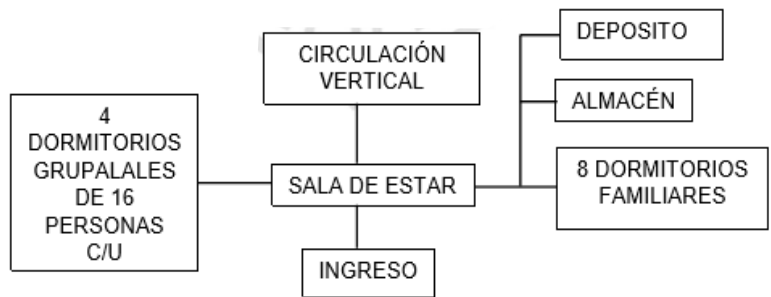 CIRCULACIÓN
VERTICAL
DEPOSITO
ALMACÉN
4
DORMITORIOS
GRUPALALES
DE 16
PERSONAS
C/U
SALA DE ESTAR
8 DORMITORIOS
FAMILIARES
INGRESO